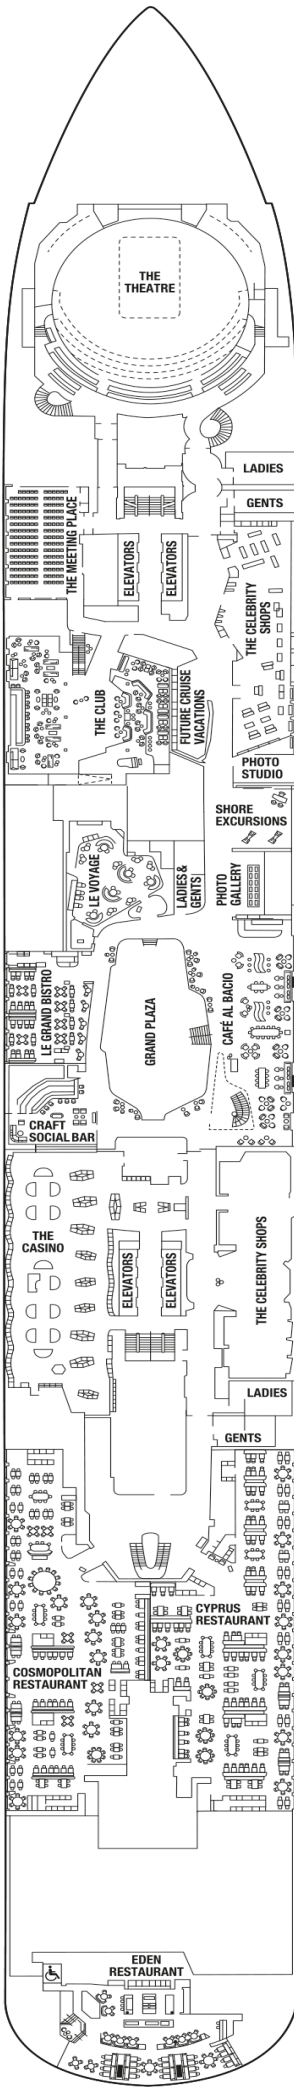 THE
THEATRE
LADIES
GENTS
THE MEETING PLACE
ELEVATORS
ELEVATORS
THE CELEBRITY
SHOPS
THE CLUB
FUTURE CRUISE
VACATIONS
PHOTO
STUDIO
SHORE
EXCURSIONS
LE VOYAGE
LADIES &
GENTS
PHOTO
GALLERY
LE GRAND BISTRO
GRAND PLAZA
CAFÉ AL BACIO
CRAFT
SOCIAL BAR
THE
CASINO
ELEVATORS
ELEVATORS
THE CELEBRITY SHOPS
LADIES
GENTS
CYPRUS
RESTAURANT
COSMOPOLITAN
RESTAURANT
EDEN
RESTAURANT